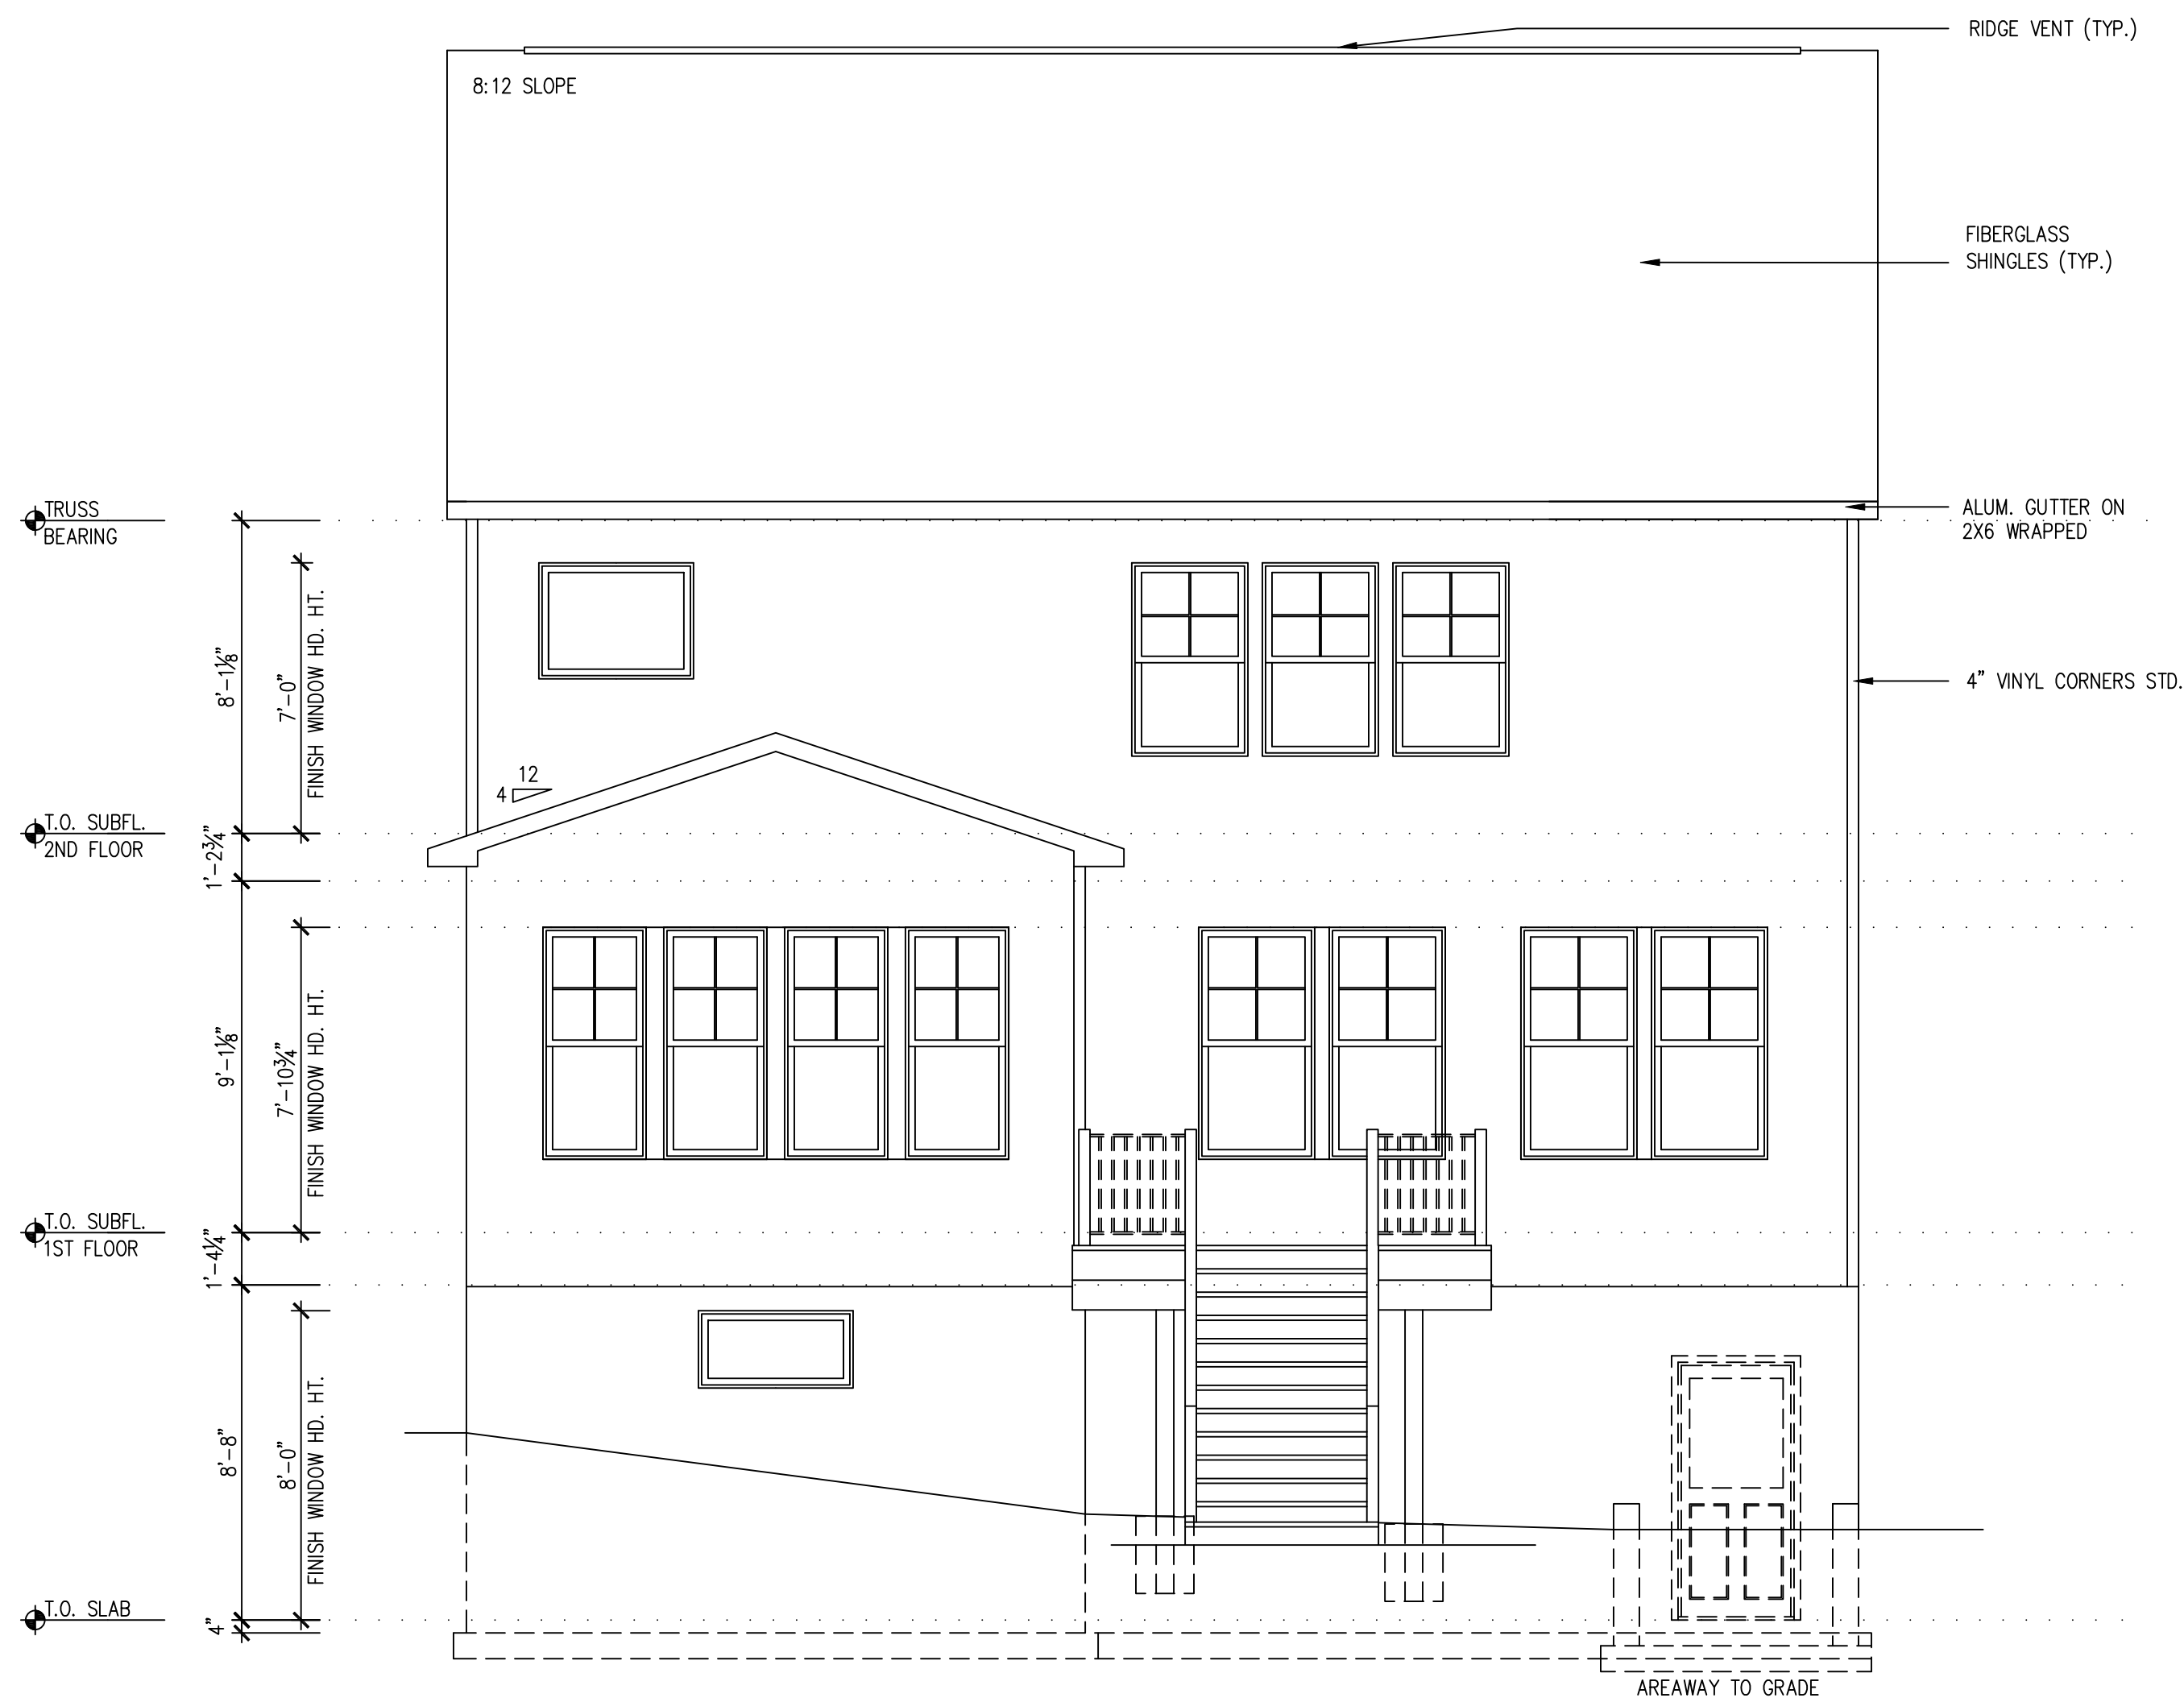 RIDGE VENT (TYP.)
8:12 SLOPE
FIBERGLASS
SHINGLES (TYP.)
TRUSS
BEARING
ALUM. GUTTER ON
2X6 WRAPPED
8'-1⅛"
7'-0"
FINISH WINDOW HD. HT.
4" VINYL CORNERS STD.
12
4
T.O. SUBFL.
2ND FLOOR
1'-2¾"
9'-1⅛"
7'-10¾"
FINISH WINDOW HD. HT.
T.O. SUBFL.
1ST FLOOR
1'-4¼"
8'-8"
8'-0"
FINISH WINDOW HD. HT.
T.O. SLAB
4"
AREAWAY TO GRADE